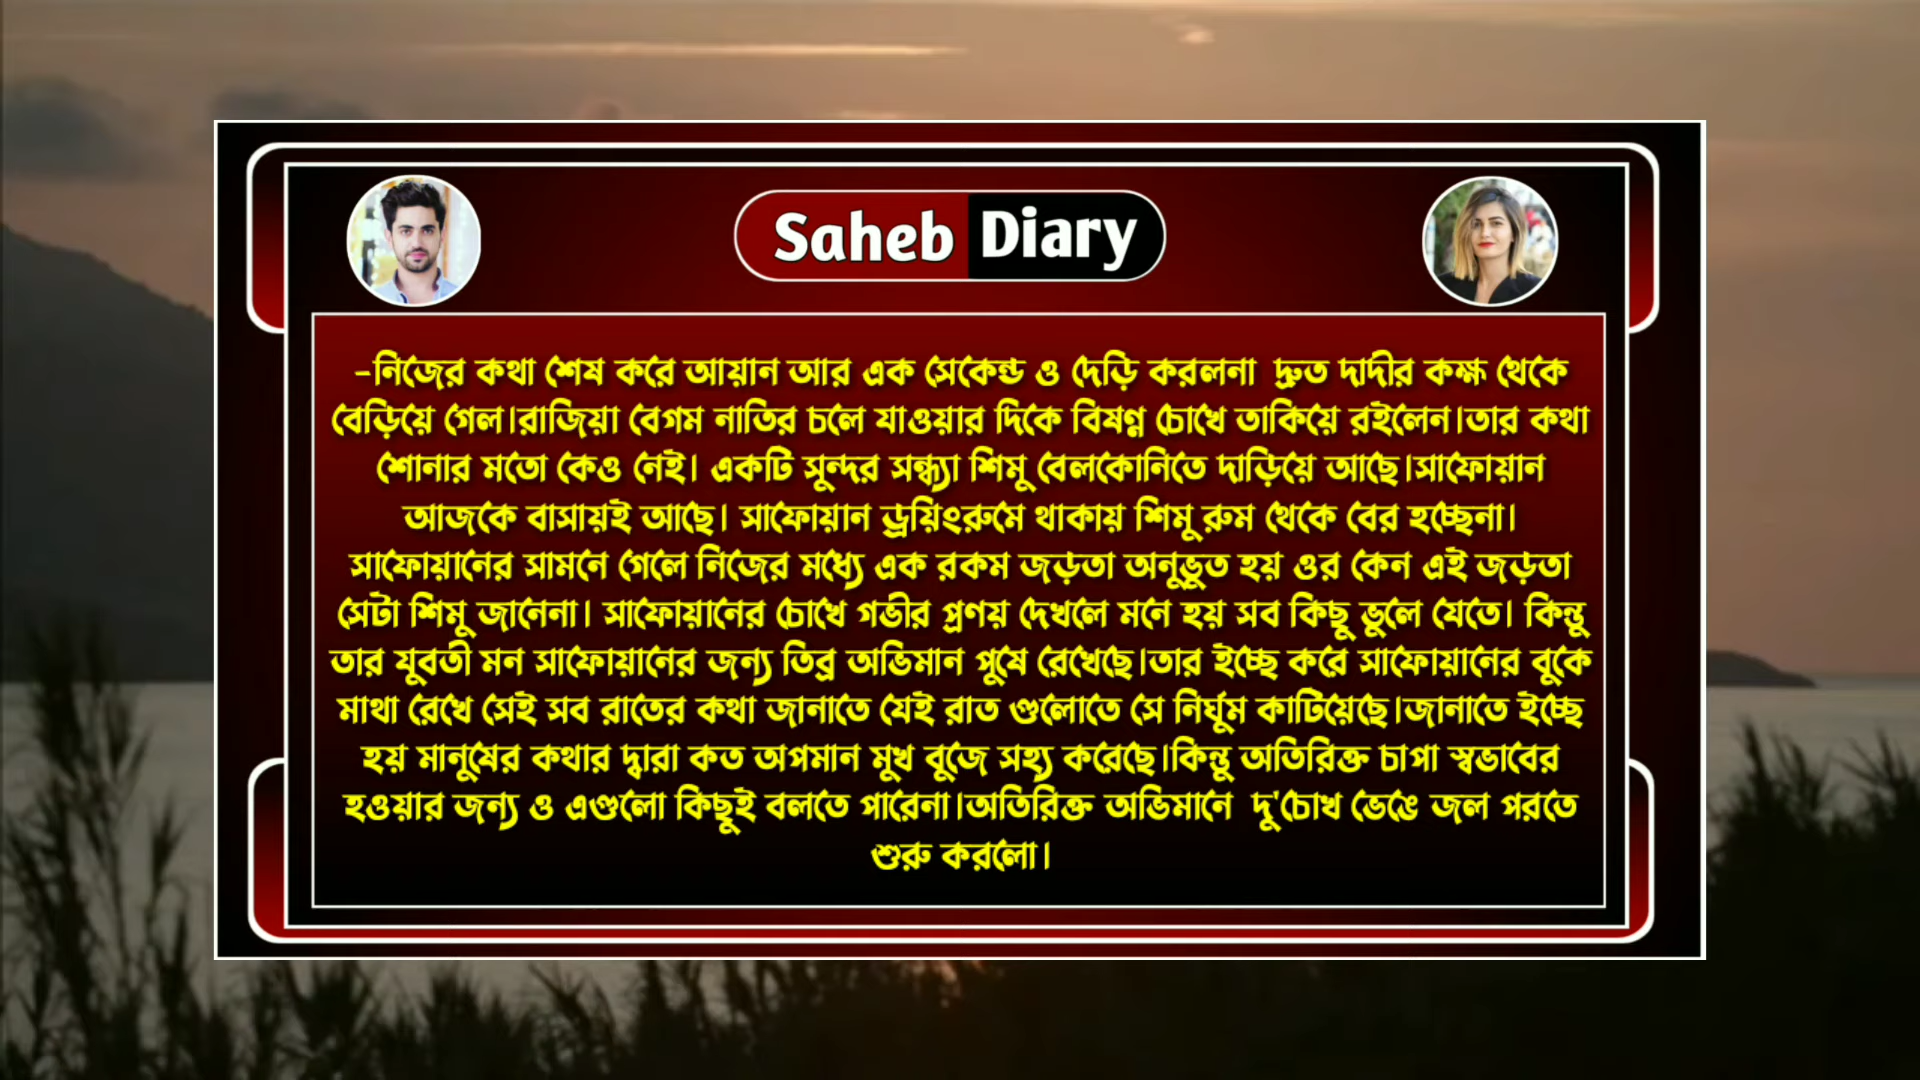 Saheb Diary
-নিজের কথা শেষ করে আয়ান আর এক সেকেন্ড ও দেড়ি করলনা দ্রুত দাদীর কক্ষ থেকে
বেড়িয়ে গেল।রাজিয়া বেগম নাতির চলে যাওয়ার দিকে বিষণ্ণ চোখে তাকিয়ে রইলেন।তার কথা
শোনার মতো কেও নেই। একটি সুন্দর সন্ধ্যা শিমু বেলকোনিতে দাড়িয়ে আছে।সাফোয়ান
আজকে বাসায়ই আছে। সাফোয়ান ড্রয়িংরুমে থাকায় শিমু রুম থেকে বের হচ্ছেনা।
সাফোয়ানের সামনে গেলে নিজের মধ্যে এক রকম জড়তা অনুভুত হয় ওর কেন এই জড়তা
সেটা শিমু জানেনা। সাফোয়ানের চোখে গভীর প্রণয় দেখলে মনে হয় সব কিছু ভুলে যেতে। কিন্তু
তার যুবতী মন সাফোয়ানের জন্য তিব্র অভিমান পুষে রেখেছে।তার ইচ্ছে করে সাফোয়ানের বুকে
মাথা রেখে সেই সব রাতের কথা জানাতে যেই রাত গুলোতে সে নির্ঘুম কাটিয়েছে।জানাতে ইচ্ছে
হয় মানুষের কথার দ্বারা কত অপমান মুখ বুজে সহ্য করেছে।কিন্তু অতিরিক্ত চাপা স্বভাবের
হওয়ার জন্য ও এগুলো কিছুই বলতে পারেনা।অতিরিক্ত অভিমানে দু'চোখ ভেঙে জল পরতে
শুরু করলো।